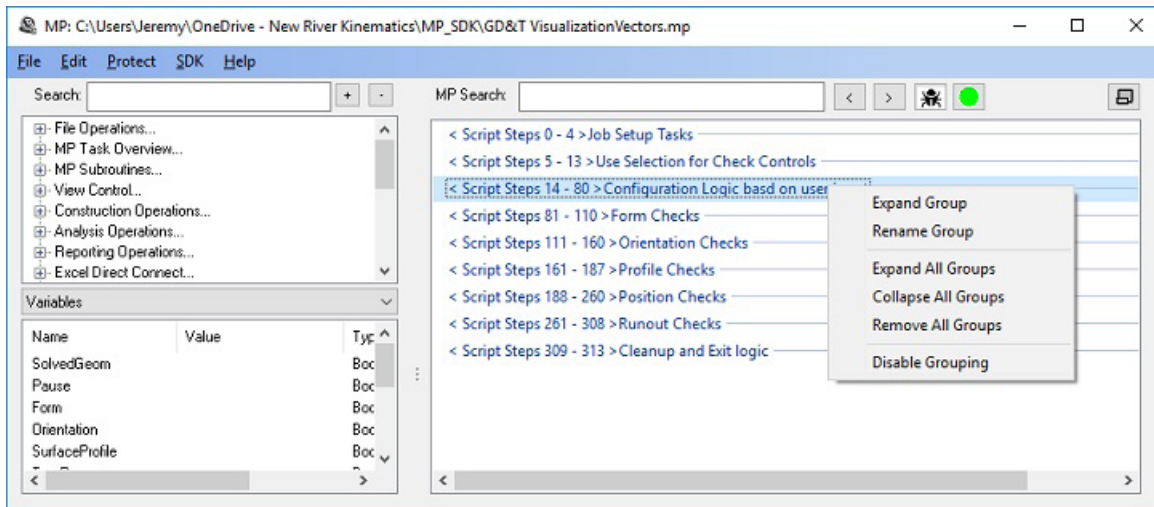 MP: C:\Users\Jeremy\OneDrive - New River Kinematics\MP_SDK\GD&T VisualizationVectors.mp
File Edit Protect SDK Help
Search: + -
MP Search: < >
File Operations...
MP Task Overview...
MP Subroutines...
View Control...
Construction Operations...
Analysis Operations...
Reporting Operations...
Excel Direct Connect...
Variables
Name Value Typ
SolvedGeom Boo
Pause Boo
Form Boo
Orientation Boo
SurfaceProfile Boo
< Script Steps 0 - 4 >Job Setup Tasks
< Script Steps 5 - 13 >Use Selection for Check Controls
< Script Steps 14 - 80 >Configuration Logic basd on user
< Script Steps 81 - 110 >Form Checks
< Script Steps 111 - 160 >Orientation Checks
< Script Steps 161 - 187 >Profile Checks
< Script Steps 188 - 260 >Position Checks
< Script Steps 261 - 308 >Runout Checks
< Script Steps 309 - 313 >Cleanup and Exit logic
Expand Group
Rename Group
Expand All Groups
Collapse All Groups
Remove All Groups
Disable Grouping